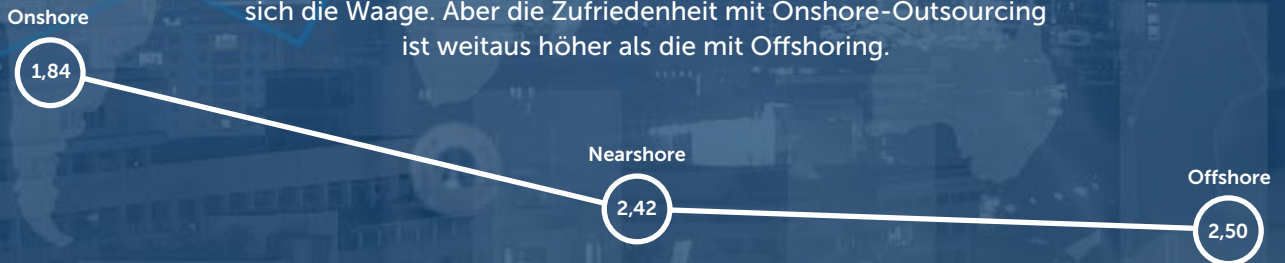 Onshore
sich die Waage. Aber die Zufriedenheit mit Onshore-Outsourcing
ist weitaus höher als die mit Offshoring.
1,84
Nearshore
2,42
Offshore
2,50